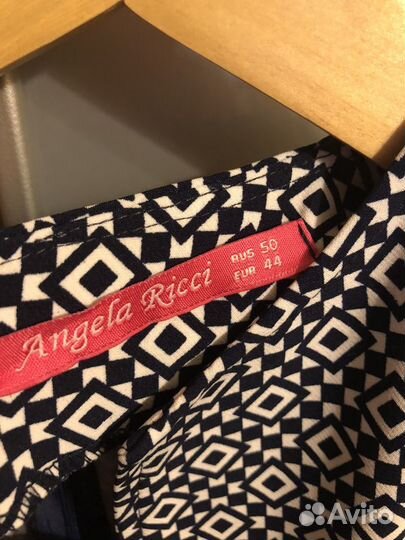 Angela Ricci
RUS 50
EUR 44
Avito